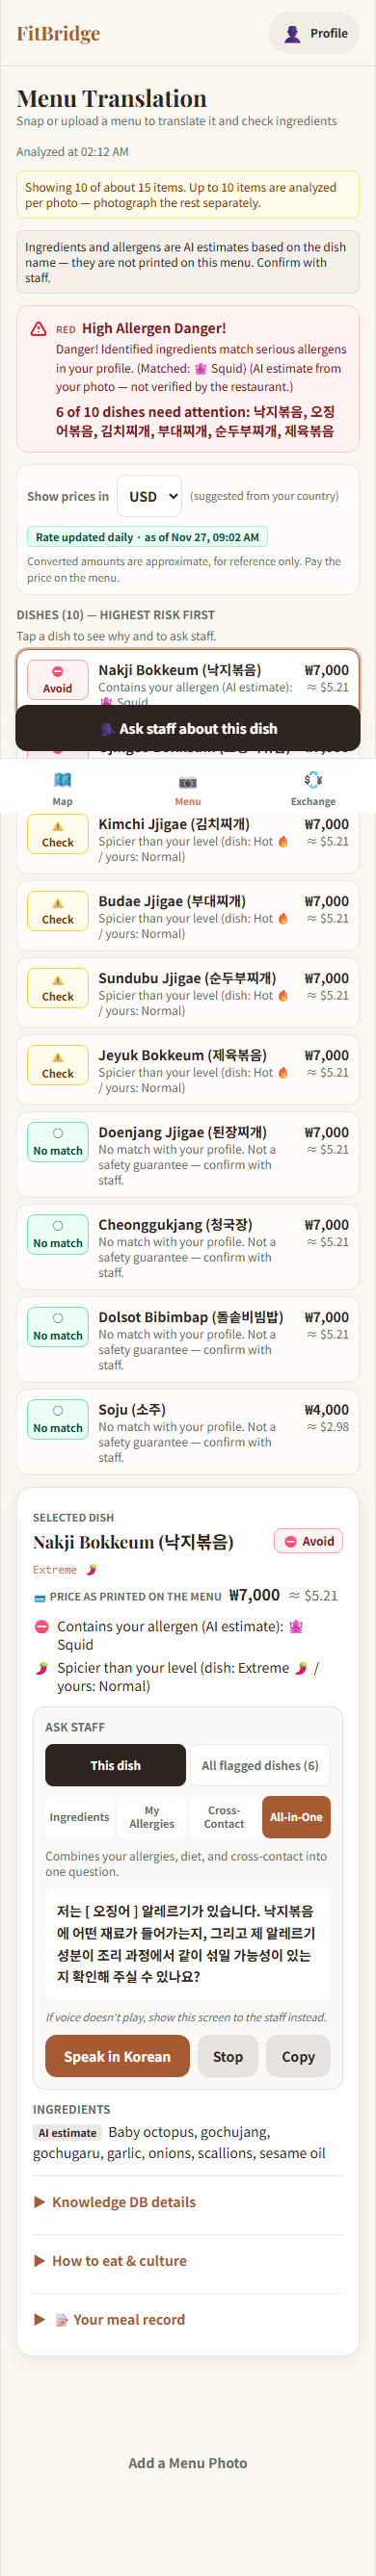 FitBridge
Profile
Menu Translation
Snap or upload a menu to translate it and check ingredients
Analyzed at 02:12 AM
Showing 10 of about 15 items. Up to 10 items are analyzed
per photo — photograph the rest separately.
Ingredients and allergens are AI estimates based on the dish
name — they are not printed on this menu. Confirm with
staff.
RED High Allergen Danger!
Danger! Identified ingredients match serious allergens
in your profile. (Matched: 🐙 Squid) (AI estimate from
your photo — not verified by the restaurant.)
6 of 10 dishes need attention: 낙지볶음, 오징
어볶음, 김치찌개, 부대찌개, 순두부찌개, 제육볶음
Show prices in USD (suggested from your country)
Rate updated daily · as of Nov 27, 09:02 AM
Converted amounts are approximate, for reference only. Pay the
price on the menu.
DISHES (10) — HIGHEST RISK FIRST
Tap a dish to see why and to ask staff.
Avoid
Nakji Bokkeum (낙지볶음) ₩7,000
Contains your allergen (AI estimate): ≈ $5.21
🐙 Squid
Ask staff about this dish
Map
Menu
Exchange
Check
Kimchi Jjigae (김치찌개) ₩7,000
Spicier than your level (dish: Hot 🔥 ≈ $5.21
/ yours: Normal)
Check
Budae Jjigae (부대찌개) ₩7,000
Spicier than your level (dish: Hot 🔥 ≈ $5.21
/ yours: Normal)
Check
Sundubu Jjigae (순두부찌개) ₩7,000
Spicier than your level (dish: Hot 🔥 ≈ $5.21
/ yours: Normal)
Check
Jeyuk Bokkeum (제육볶음) ₩7,000
Spicier than your level (dish: Hot 🔥 ≈ $5.21
/ yours: Normal)
No match
Doenjang Jjigae (된장찌개) ₩7,000
No match with your profile. Not a ≈ $5.21
safety guarantee — confirm with
staff.
No match
Cheonggukjang (청국장) ₩7,000
No match with your profile. Not a ≈ $5.21
safety guarantee — confirm with
staff.
No match
Dolsot Bibimbap (돌솥비빔밥) ₩7,000
No match with your profile. Not a ≈ $5.21
safety guarantee — confirm with
staff.
No match
Soju (소주) ₩4,000
No match with your profile. Not a ≈ $2.98
safety guarantee — confirm with
staff.
SELECTED DISH
Nakji Bokkeum (낙지볶음) Avoid
Extreme 🌶️
PRICE AS PRINTED ON THE MENU ₩7,000 ≈ $5.21
Contains your allergen (AI estimate): 🐙
Squid
Spicier than your level (dish: Extreme 🌶️ /
yours: Normal)
ASK STAFF
This dish
All flagged dishes (6)
Ingredients
My
Allergies
Cross-
Contact
All-in-One
Combines your allergies, diet, and cross-contact into
one question.
저는 [ 오징어 ] 알레르기가 있습니다. 낙지볶음
에 어떤 재료가 들어가는지, 그리고 제 알레르기
성분이 조리 과정에서 같이 섞일 가능성이 있는
지 확인해 주실 수 있나요?
If voice doesn't play, show this screen to the staff instead.
Speak in Korean
Stop
Copy
INGREDIENTS
AI estimate Baby octopus, gochujang,
gochugaru, garlic, onions, scallions, sesame oil
Knowledge DB details
How to eat & culture
Your meal record
Add a Menu Photo